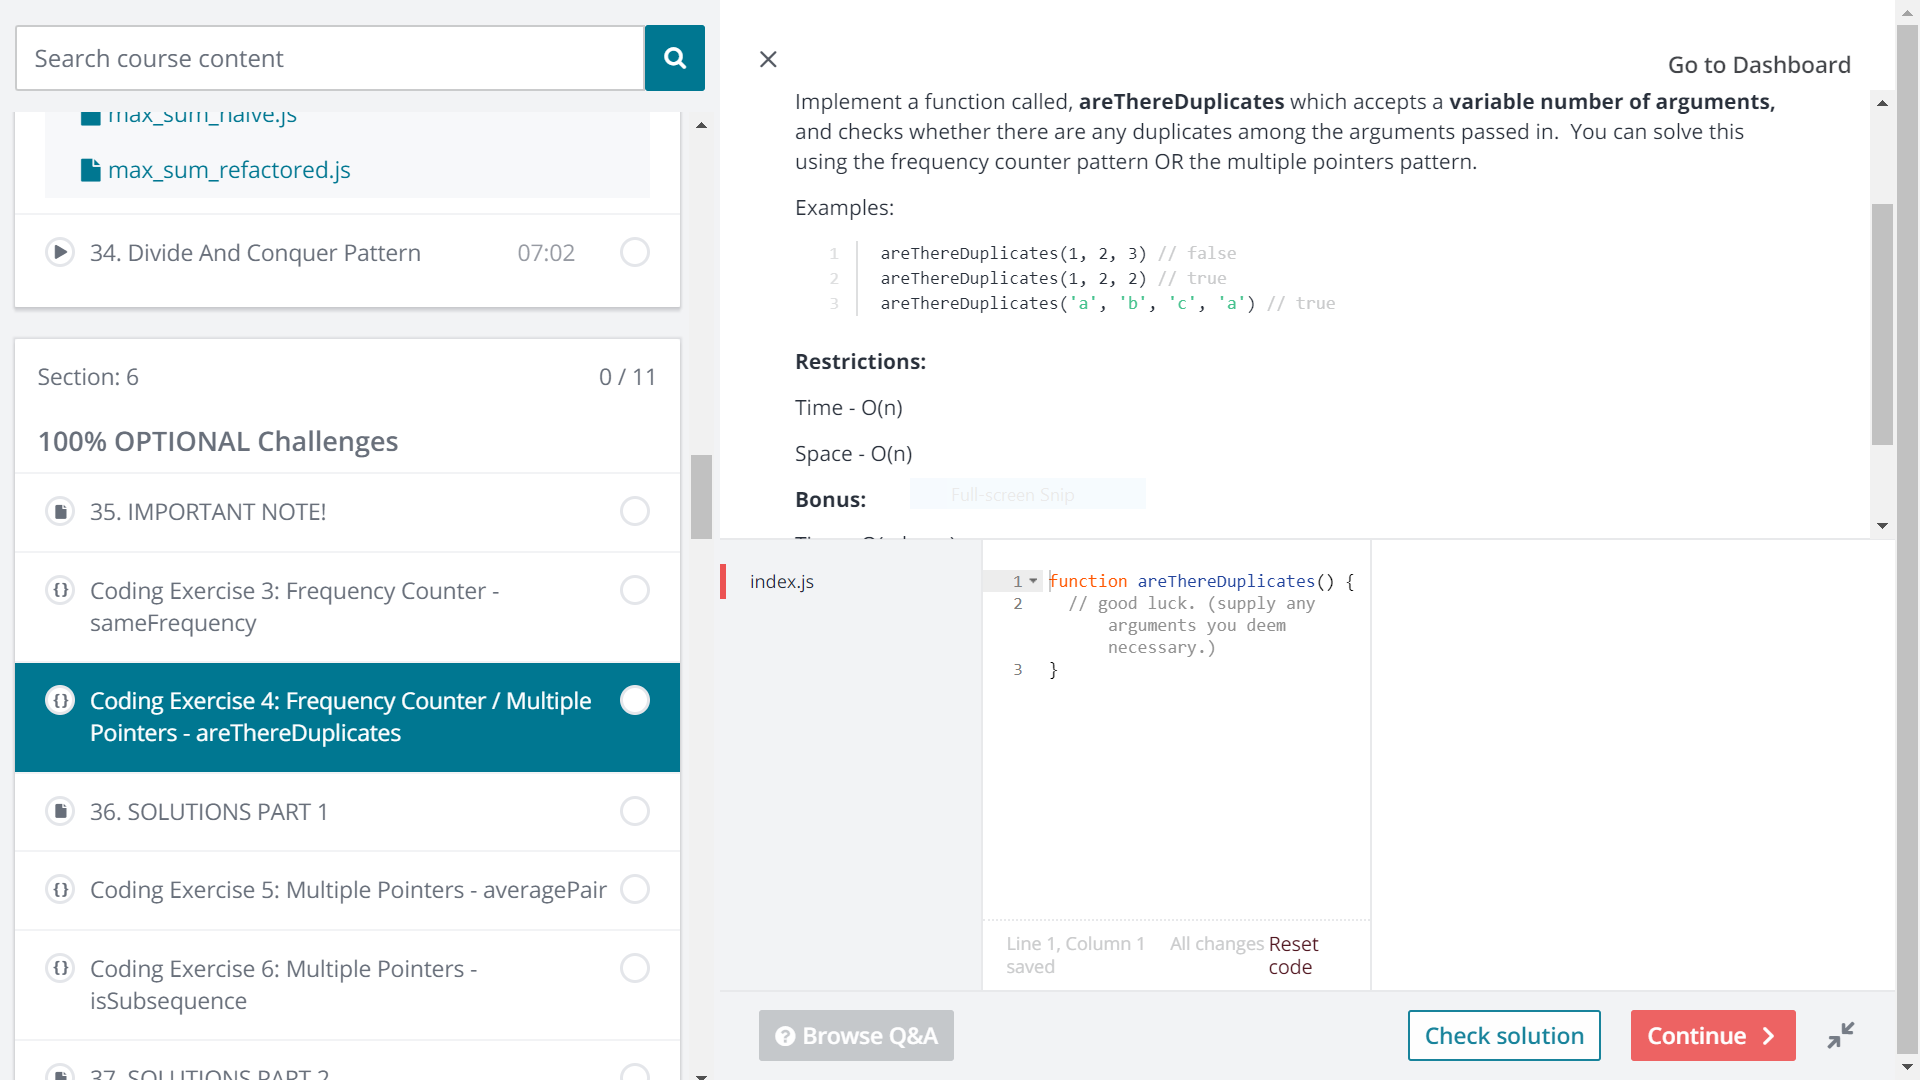 Search course content
max_sum_naive.js
max_sum_refactored.js
34. Divide And Conquer Pattern 07:02
Section: 6 0 / 11
100% OPTIONAL Challenges
35. IMPORTANT NOTE!
Coding Exercise 3: Frequency Counter -
sameFrequency
Coding Exercise 4: Frequency Counter / Multiple
Pointers - areThereDuplicates
36. SOLUTIONS PART 1
Coding Exercise 5: Multiple Pointers - averagePair
Coding Exercise 6: Multiple Pointers -
isSubsequence
37. SOLUTIONS PART 2
Go to Dashboard
Implement a function called, areThereDuplicates which accepts a variable number of arguments,
and checks whether there are any duplicates among the arguments passed in. You can solve this
using the frequency counter pattern OR the multiple pointers pattern.
Examples:
1 areThereDuplicates(1, 2, 3) // false
2 areThereDuplicates(1, 2, 2) // true
3 areThereDuplicates('a', 'b', 'c', 'a') // true
Restrictions:
Time - O(n)
Space - O(n)
Bonus:
Full-screen Snip
index.js
1 function areThereDuplicates() {
2 // good luck. (supply any
arguments you deem
necessary.)
3 }
Line 1, Column 1 All changes
saved
Reset
code
Browse Q&A
Check solution
Continue